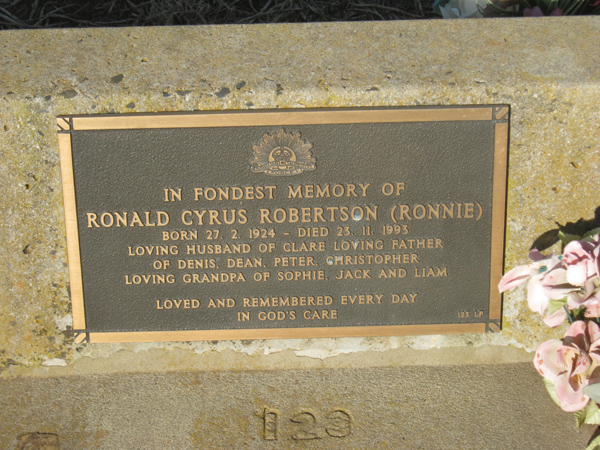 IN FONDEST MEMORY OF
RONALD CYRUS ROBERTSON (RONNIE)
BORN 27. 2. 1924 - DIED 23. 11. 1993
LOVING HUSBAND OF CLARE LOVING FATHER
OF DENIS, DEAN, PETER, CHRISTOPHER
LOVING GRANDPA OF SOPHIE, JACK AND LIAM
LOVED AND REMEMBERED EVERY DAY
IN GOD'S CARE
123 LP
123